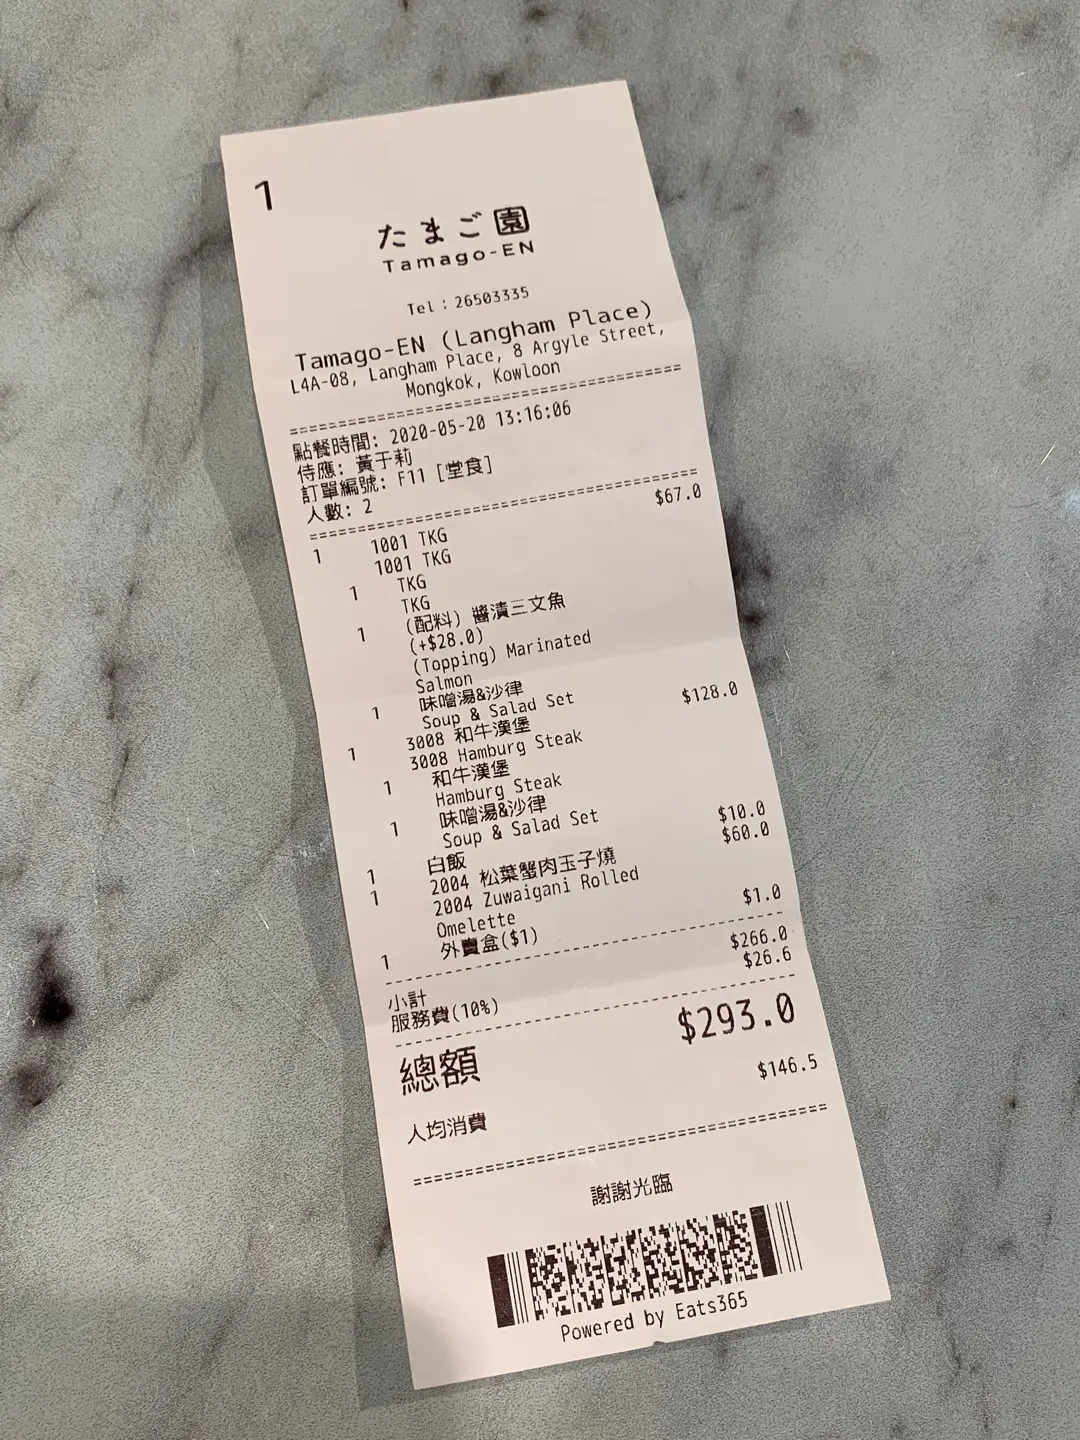 1
たまご園
Tamago-EN
Tel : 26503335
Tamago-EN (Langham Place)
L4A-08, Langham Place, 8 Argyle Street,
Mongkok, Kowloon
點餐時間: 2020-05-20 13:16:06
侍應: 黃于莉
訂單編號: F11 [堂食]
人數: 2
1 1001 TKG $67.0
1001 TKG
1 TKG
TKG
1 (配料) 醬漬三文魚
(+$28.0)
(Topping) Marinated
Salmon
1 味噌湯&沙律
Soup & Salad Set
1 3008 和牛漢堡 $128.0
3008 Hamburg Steak
1 和牛漢堡
Hamburg Steak
1 味噌湯&沙律
Soup & Salad Set
1 白飯 $10.0
1 2004 松葉蟹肉玉子燒 $60.0
2004 Zuwaigani Rolled
Omelette
1 外賣盒($1) $1.0
小計 $266.0
服務費(10%) $26.6
總額 $293.0
人均消費 $146.5
謝謝光臨
Powered by Eats365